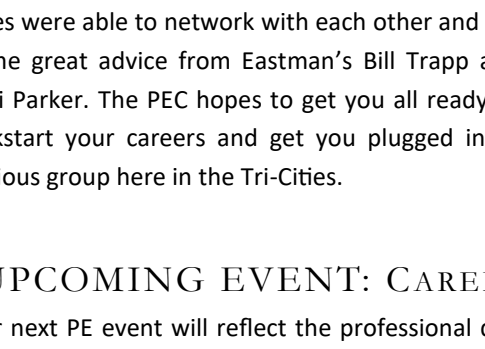 es were able to network with each other and
ne great advice from Eastman's Bill Trapp a
i Parker. The PEC hopes to get you all ready
kstart your careers and get you plugged in
ious group here in the Tri-Cities.
UPCOMING EVENT: CAREE
r next PE event will reflect the professional d